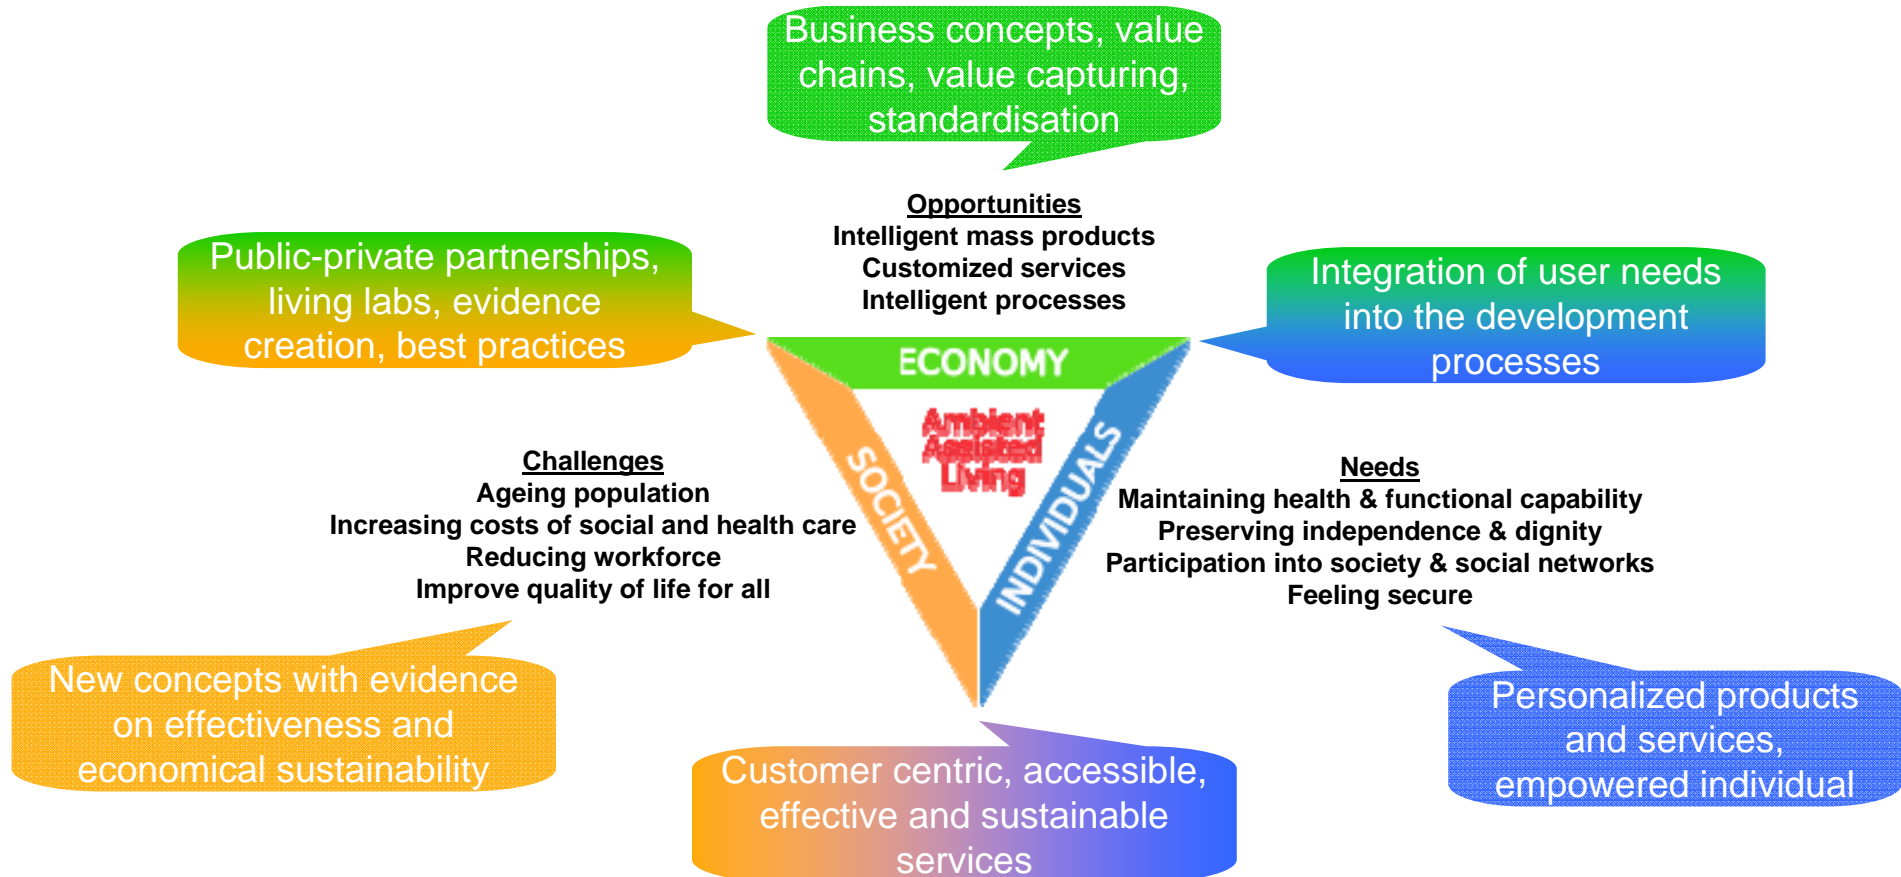 Business concepts, value
chains, value capturing,
standardisation
Opportunities
Intelligent mass products
Customized services
Intelligent processes
Public-private partnerships,
living labs, evidence
creation, best practices
Integration of user needs
into the development
processes
ECONOMY
Ambient
Assisted
Living
SOCIETY
INDIVIDUALS
Challenges
Ageing population
Increasing costs of social and health care
Reducing workforce
Improve quality of life for all
Needs
Maintaining health & functional capability
Preserving independence & dignity
Participation into society & social networks
Feeling secure
New concepts with evidence
on effectiveness and
economical sustainability
Customer centric, accessible,
effective and sustainable
services
Personalized products
and services,
empowered individual